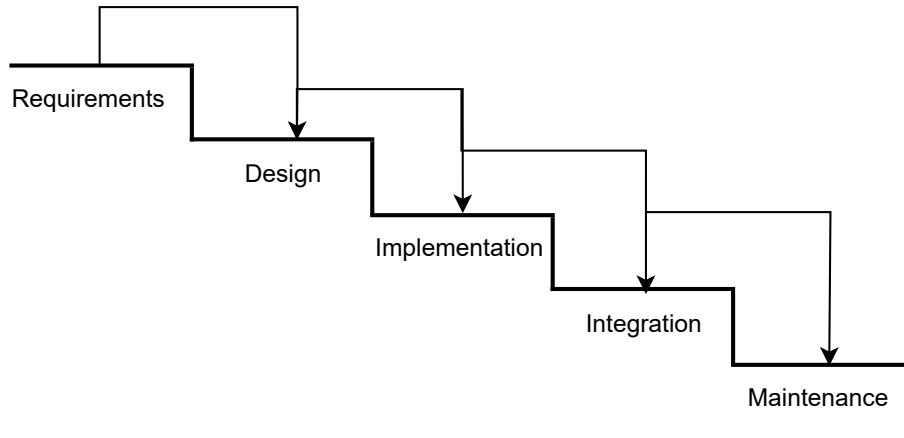 Requirements
Design
Implementation
Integration
Maintenance